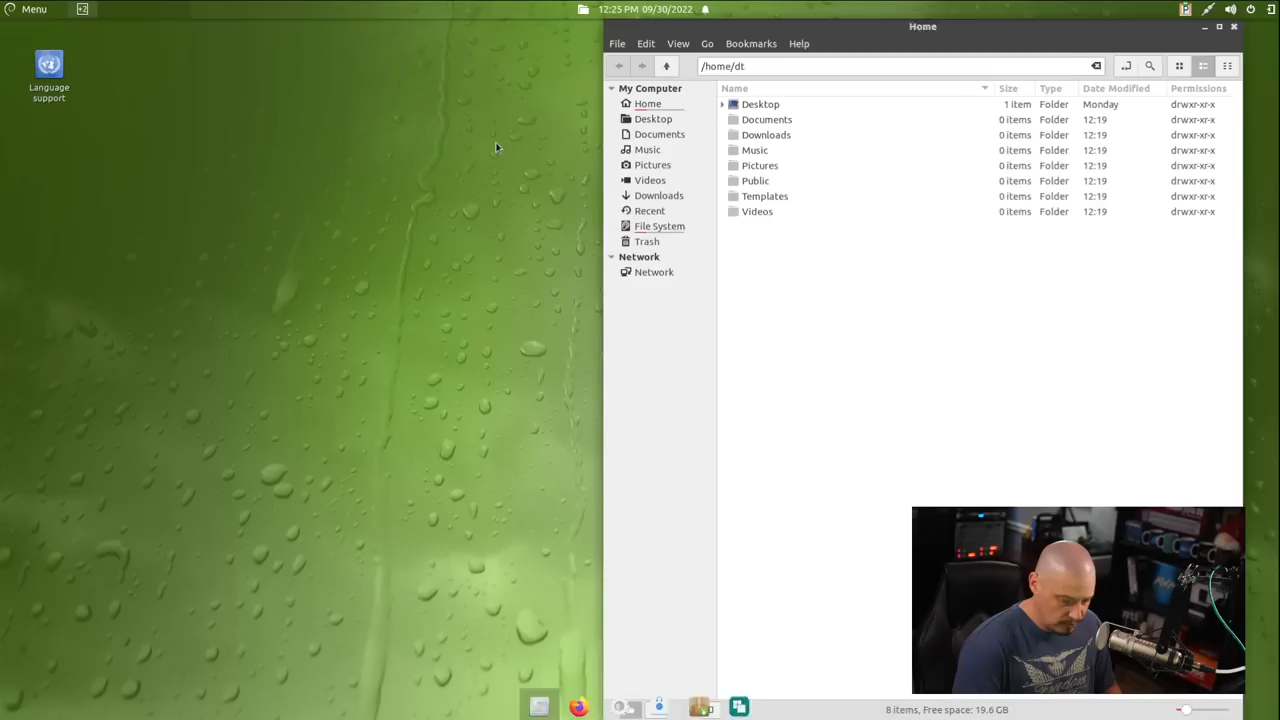 Menu
12:25 PM 09/30/2022
Language
support
Home
File Edit View Go Bookmarks Help
/home/dt
My Computer
Home
Desktop
Documents
Music
Pictures
Videos
Downloads
Recent
File System
Trash
Network
Network
Name Size Type Date Modified Permissions
Desktop 1 item Folder Monday drwxr-xr-x
Documents 0 items Folder 12:19 drwxr-xr-x
Downloads 0 items Folder 12:19 drwxr-xr-x
Music 0 items Folder 12:19 drwxr-xr-x
Pictures 0 items Folder 12:19 drwxr-xr-x
Public 0 items Folder 12:19 drwxr-xr-x
Templates 0 items Folder 12:19 drwxr-xr-x
Videos 0 items Folder 12:19 drwxr-xr-x
8 items, Free space: 19.6 GB